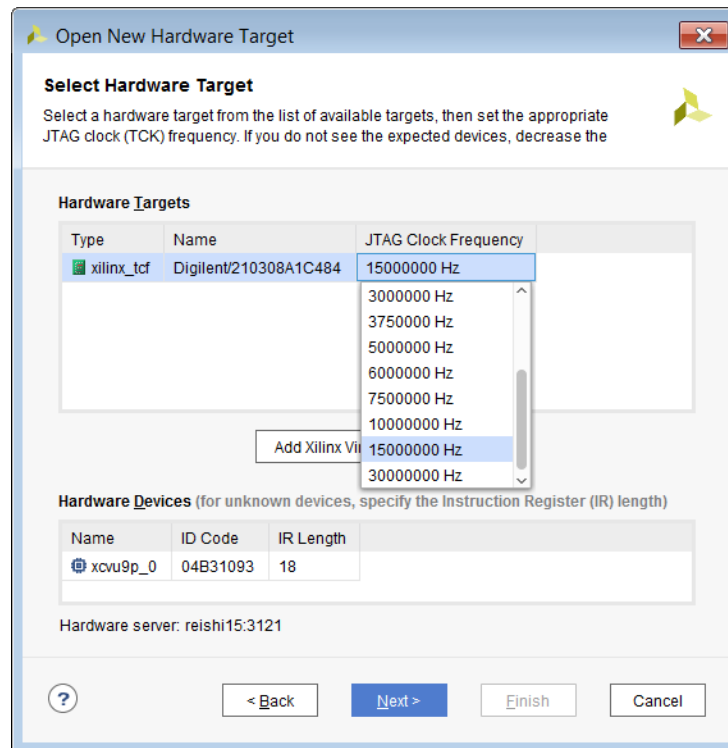 Open New Hardware Target
Select Hardware Target
Select a hardware target from the list of available targets, then set the appropriate
JTAG clock (TCK) frequency. If you do not see the expected devices, decrease the
Hardware Targets
Type Name JTAG Clock Frequency
xilinx_tcf Digilent/210308A1C484 15000000 Hz
3000000 Hz
3750000 Hz
5000000 Hz
6000000 Hz
7500000 Hz
10000000 Hz
Add Xilinx Vi 15000000 Hz
30000000 Hz
Hardware Devices (for unknown devices, specify the Instruction Register (IR) length)
Name ID Code IR Length
xcvu9p_0 04B31093 18
Hardware server: reishi15:3121
? < Back Next > Finish Cancel